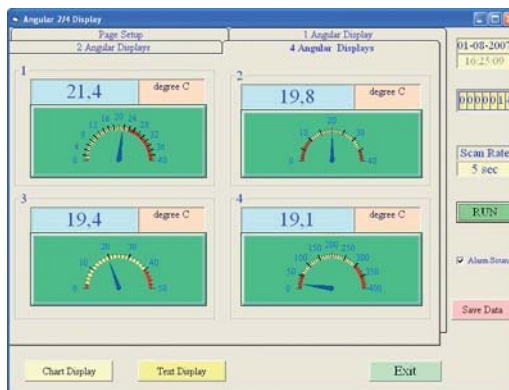 Angular 2/4 Display
Page Setup
1 Angular Display
2 Angular Displays
4 Angular Displays
01-08-2007
16:25:09
1
21,4
degree C
0 4 8 12 16 20 24 28 32 36 40
2
19,8
degree C
0 10 20 30 40
Scan Rate
5 sec
3
19,4
degree C
0 10 20 30 40 50
4
19,1
degree C
0 50 100 150 200 250 300 350 400
RUN
Alarm Soun
Save Data
Chart Display
Text Display
Exit